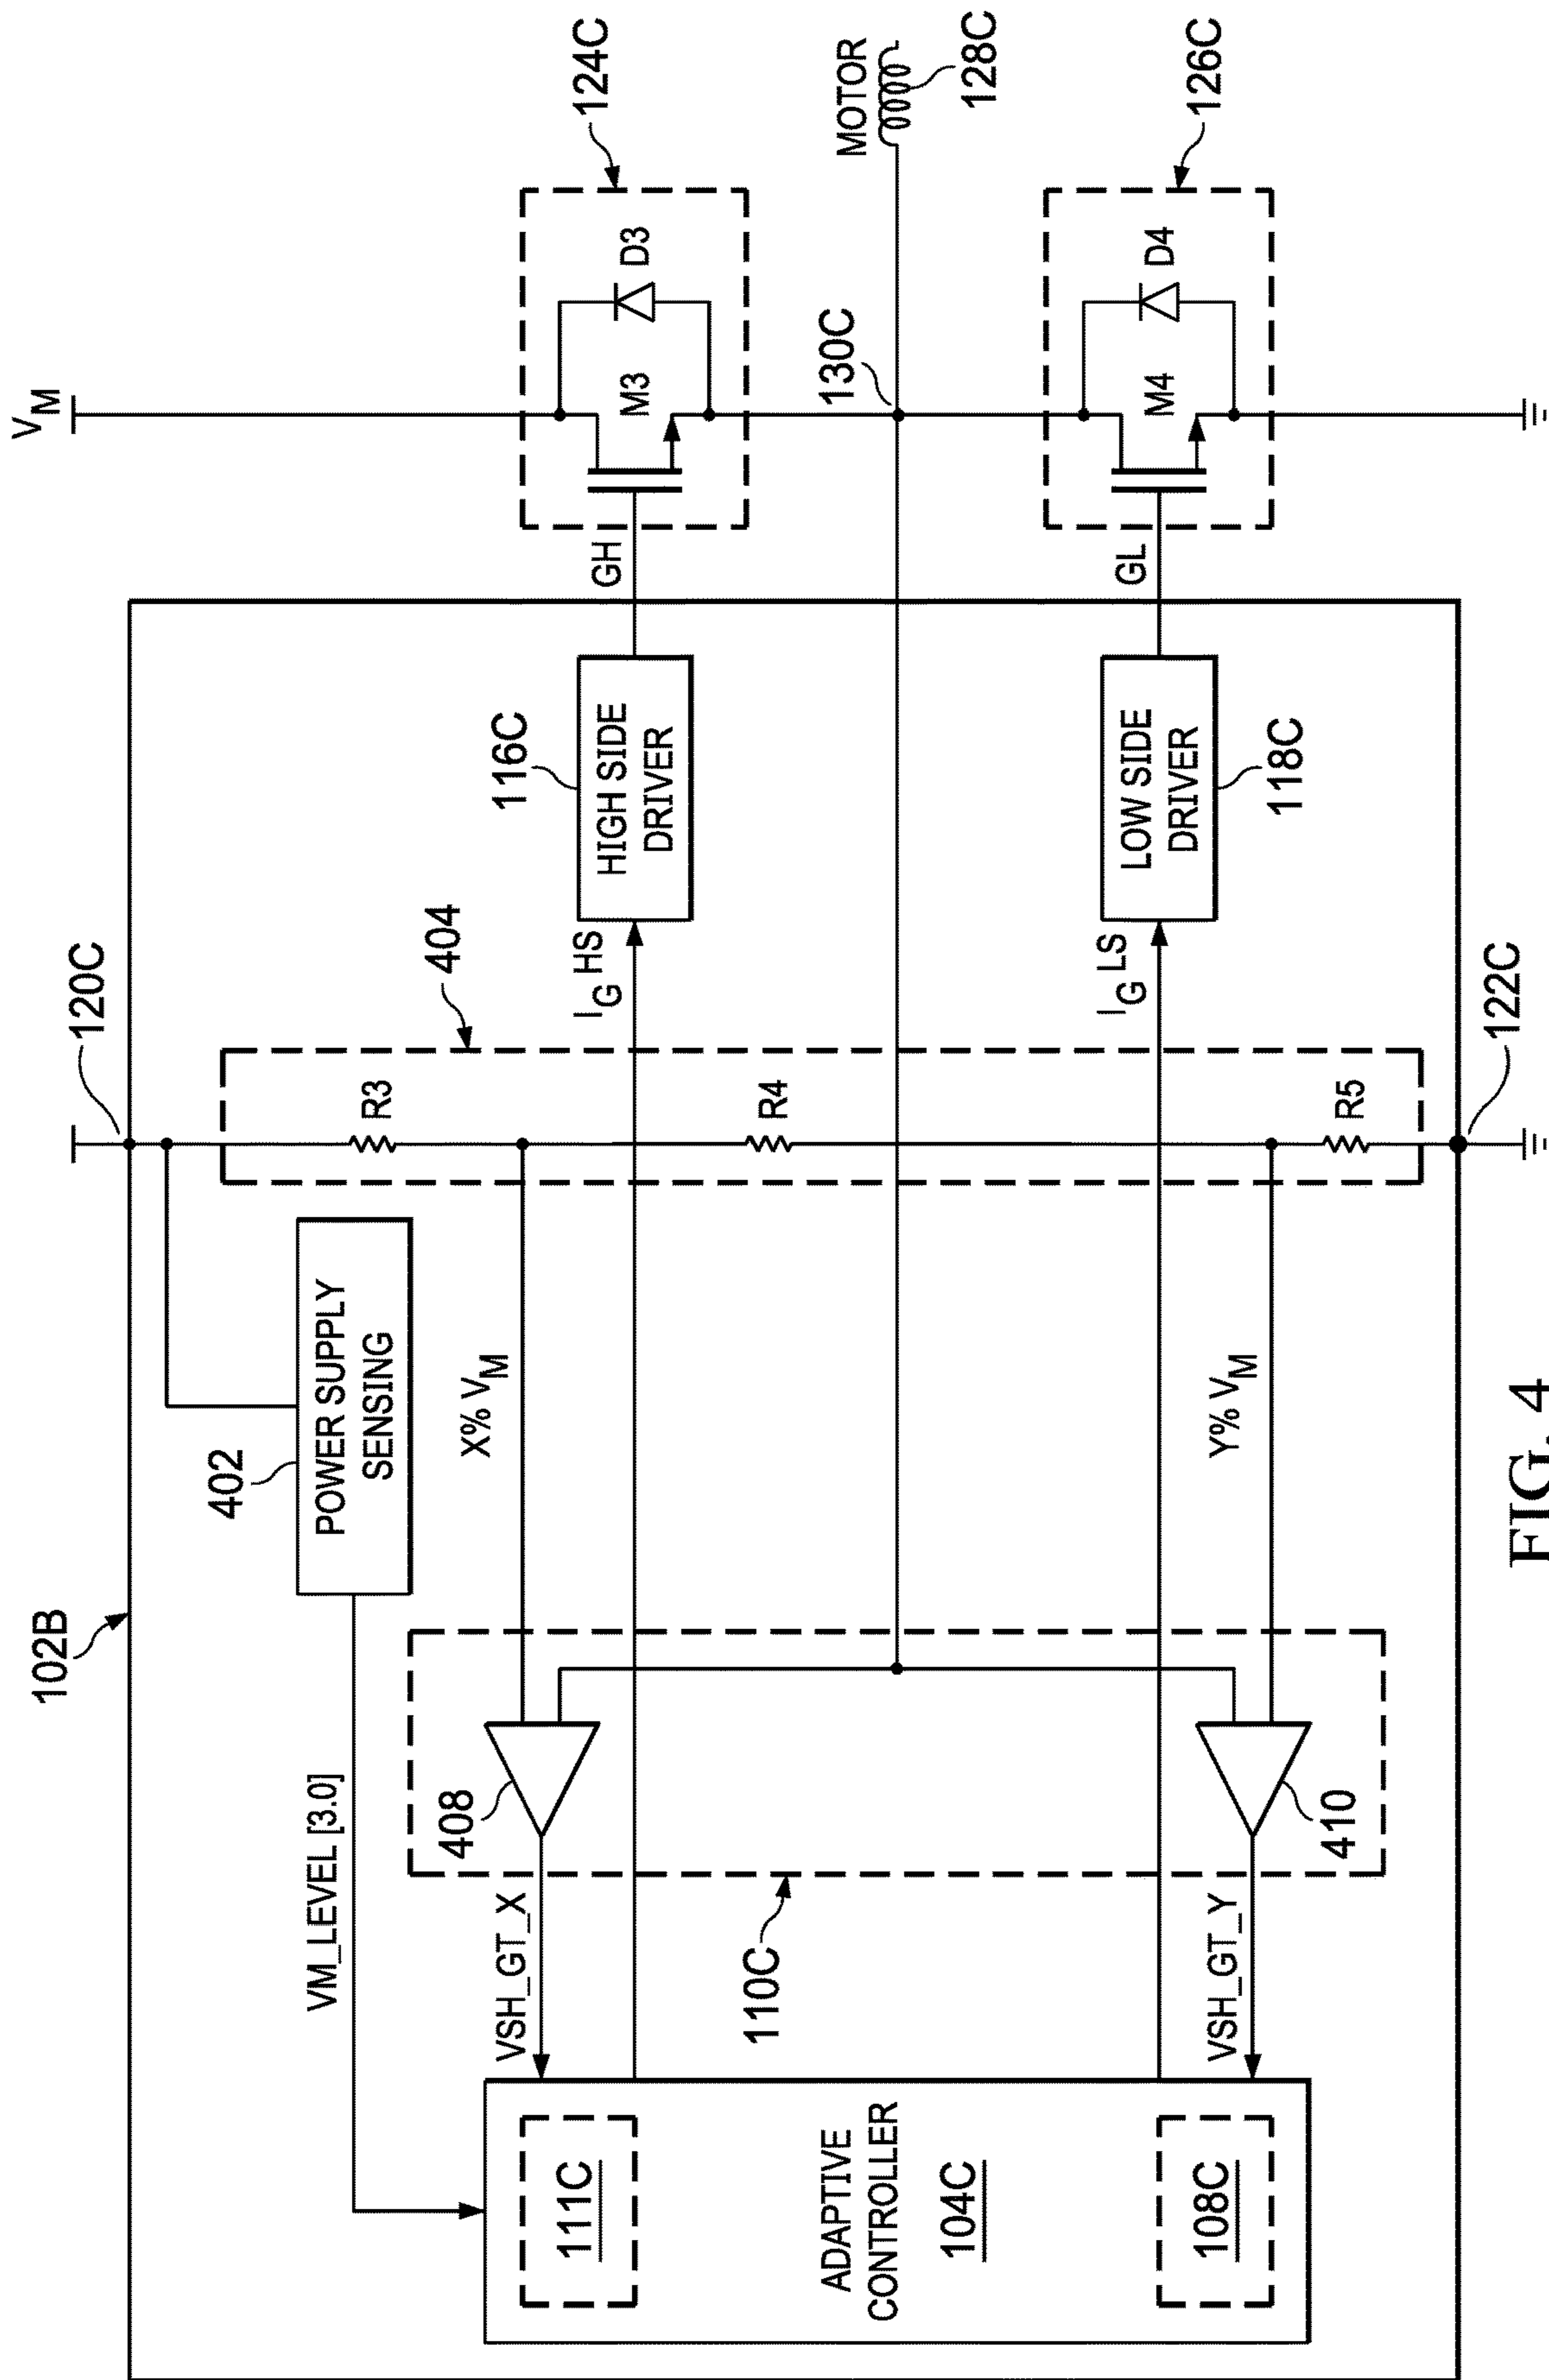 V_M
124C
D3
M3
GH
130C
MOTOR
128C
126C
D4
M4
GL
116C
HIGH SIDE
DRIVER
118C
LOW SIDE
DRIVER
120C
404
I_G HS
I_G LS
R3
R4
R5
122C
402
POWER SUPPLY
SENSING
X% V_M
Y% V_M
102B
VM_LEVEL [3.0]
408
410
110C
VSH_GT_X
VSH_GT_Y
111C
ADAPTIVE
CONTROLLER
104C
108C
FIG. 4